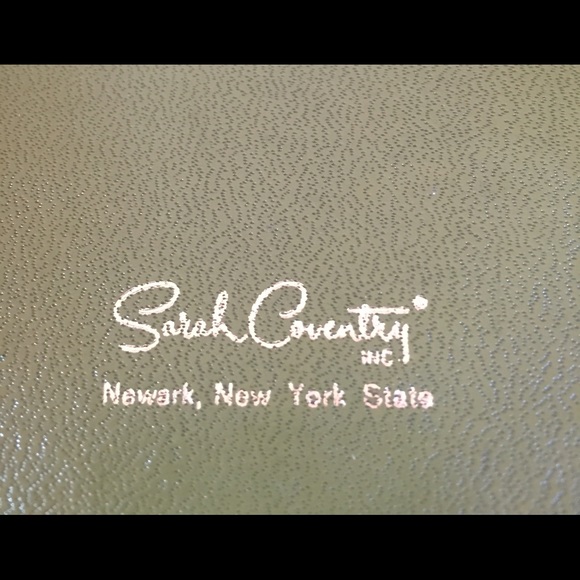 Sarah Coventry
INC
Newark, New York State